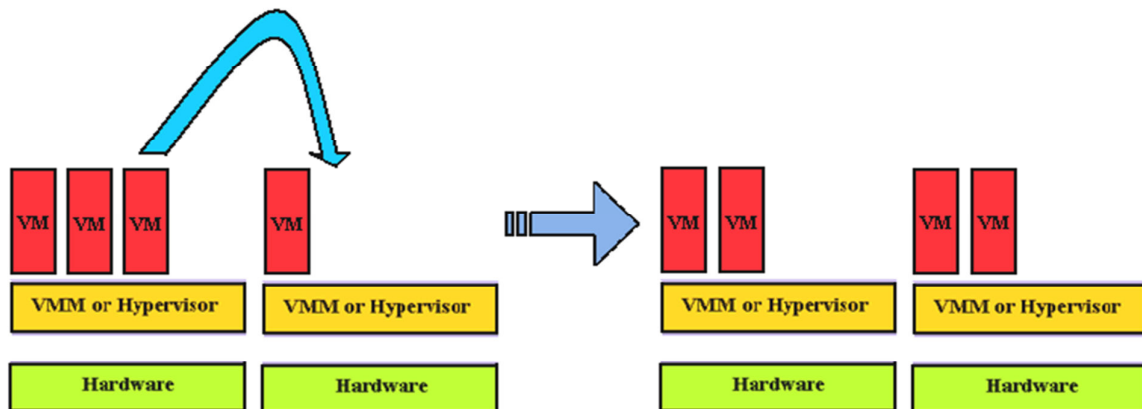 VM VM VM VM VM VM VM VM
VMM or Hypervisor VMM or Hypervisor VMM or Hypervisor VMM or Hypervisor
Hardware Hardware Hardware Hardware